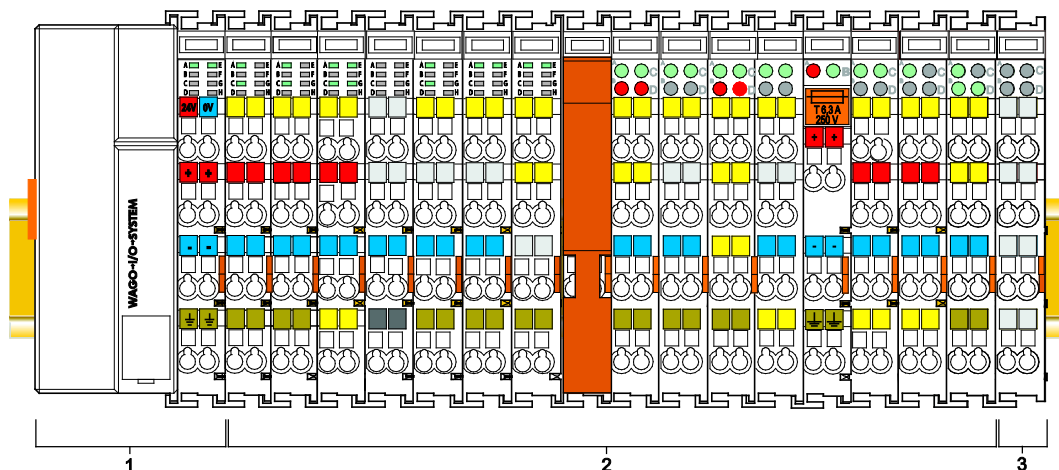 A E A E A E A E A E A E A E A E
B F B F B F B F B F B F B F B F
C G C G C G C G C G C G C G C G
D H D H D H D H D H D H D H D H
24V 0V
T 6,3 A
250 V
+ +
+ +
- -
- -
WAGO-I/O-SYSTEM
1
2
3